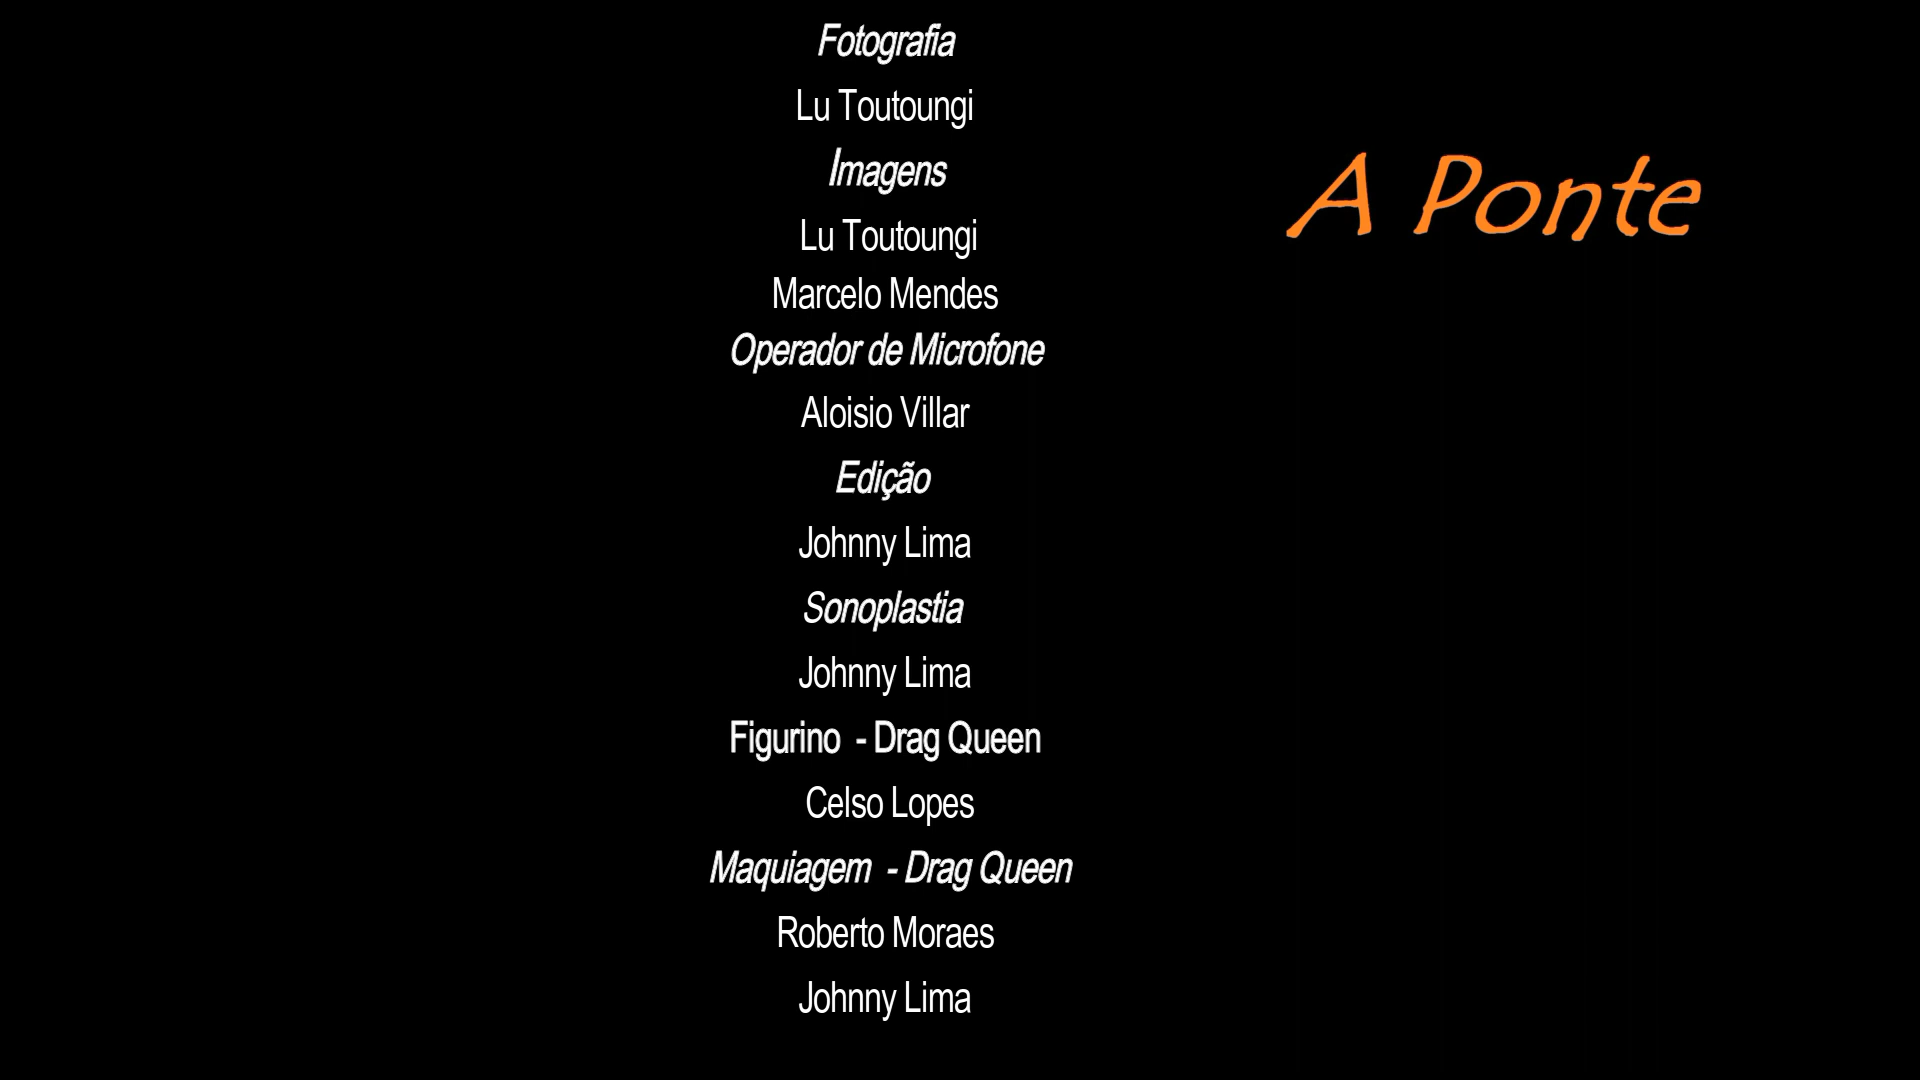 Fotografia
Lu Toutoungi
Imagens
Lu Toutoungi
Marcelo Mendes
Operador de Microfone
Aloisio Villar
Edição
Johnny Lima
Sonoplastia
Johnny Lima
Figurino - Drag Queen
Celso Lopes
Maquiagem - Drag Queen
Roberto Moraes
Johnny Lima
A Ponte